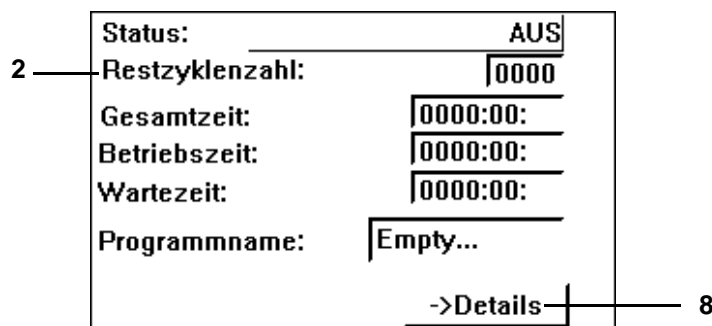 Status: AUS
2 Restzyklenzahl: 0000
Gesamtzeit: 0000:00:
Betriebszeit: 0000:00:
Wartezeit: 0000:00:
Programmname: Empty...
->Details 8